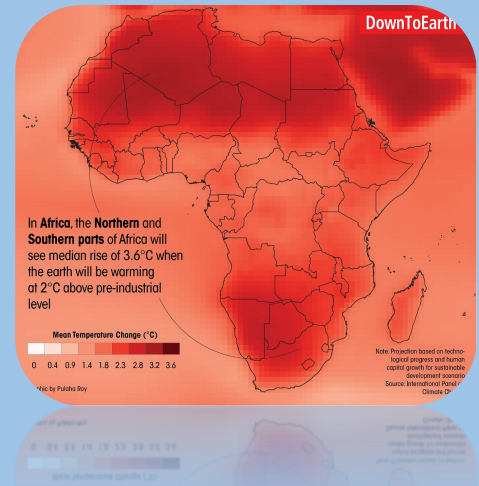 DownToEarth
In Africa, the Northern and
Southern parts of Africa will
see median rise of 3.6°C when
the earth will be warming
at 2°C above pre-industrial
level
Mean Temperature Change (°C)
0 0.4 0.9 1.4 1.8 2.3 2.8 3.2 3.6
Note: Projection based on techno-
logical progress and human
capital growth for sustainable
development scenario
Source: International Panel
Climate
by Pulaha Roy